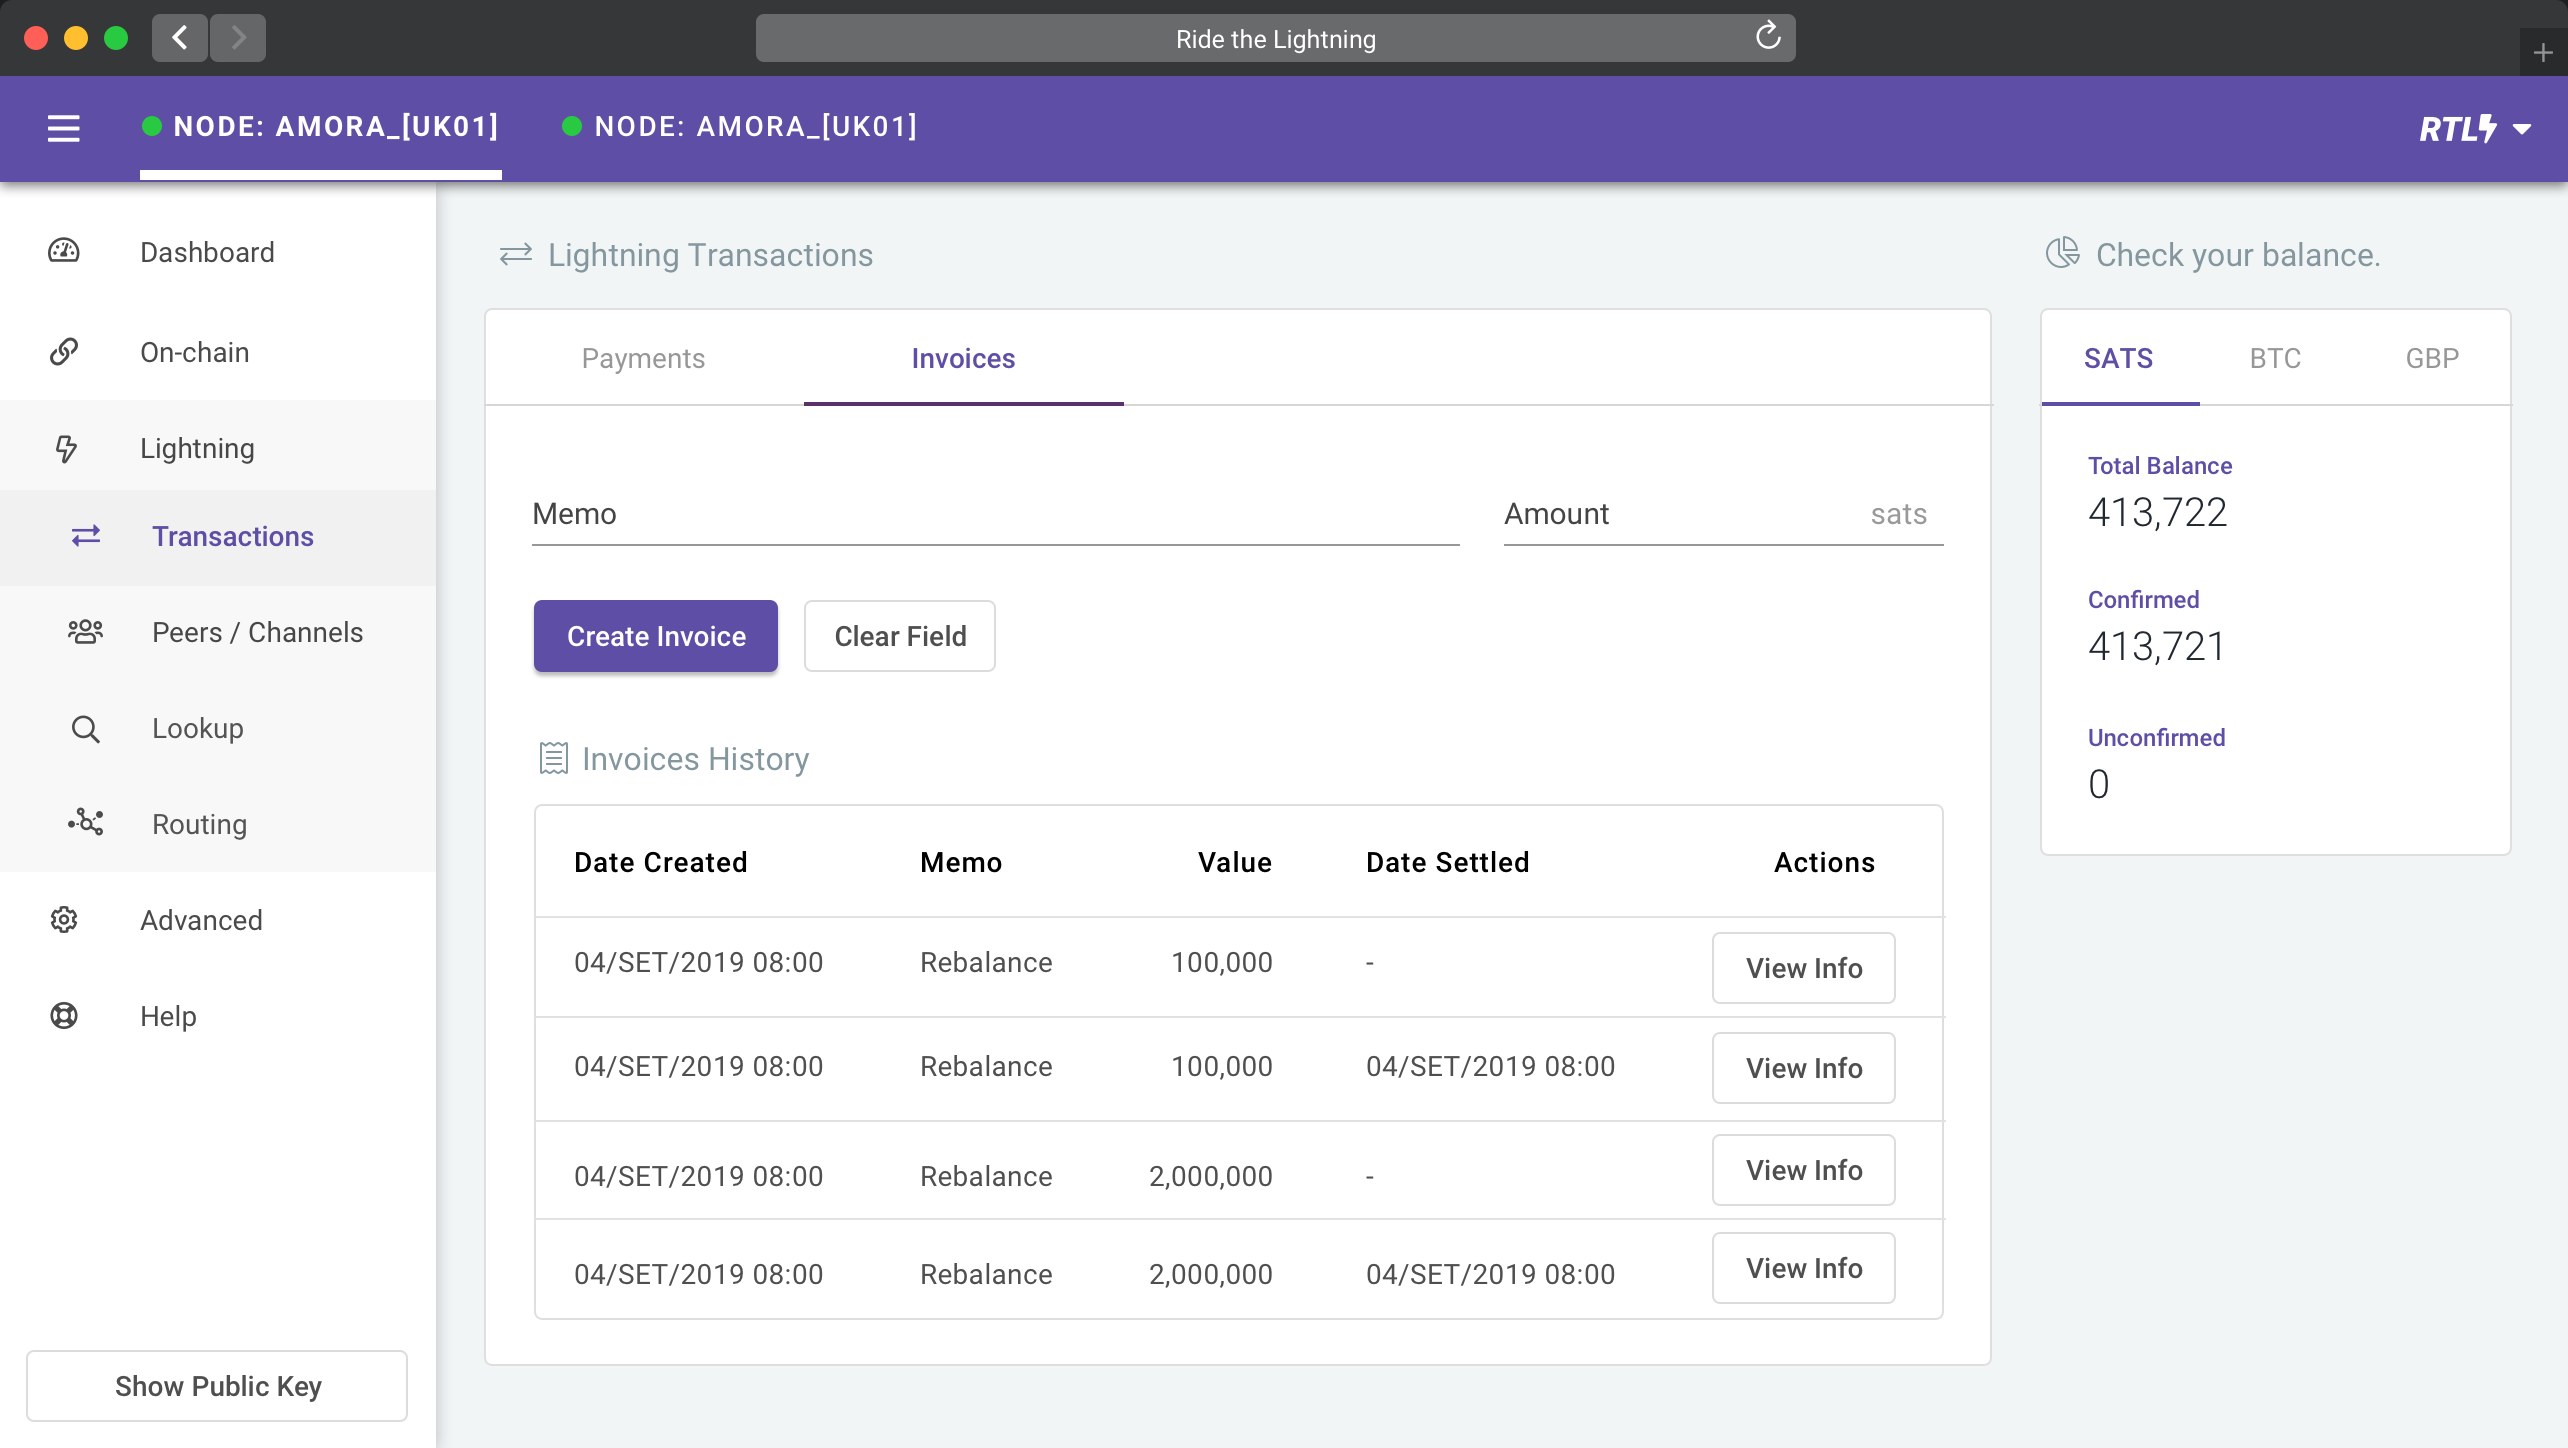 Ride the Lightning
NODE: AMORA_[UK01]
NODE: AMORA_[UK01]
RTL
Dashboard
On-chain
Lightning
Transactions
Peers / Channels
Lookup
Routing
Advanced
Help
Show Public Key
Lightning Transactions
Payments
Invoices
Memo
Amount sats
Create Invoice
Clear Field
Invoices History
Date Created Memo Value Date Settled Actions
04/SET/2019 08:00 Rebalance 100,000 - View Info
04/SET/2019 08:00 Rebalance 100,000 04/SET/2019 08:00 View Info
04/SET/2019 08:00 Rebalance 2,000,000 - View Info
04/SET/2019 08:00 Rebalance 2,000,000 04/SET/2019 08:00 View Info
Check your balance.
SATS BTC GBP
Total Balance
413,722
Confirmed
413,721
Unconfirmed
0